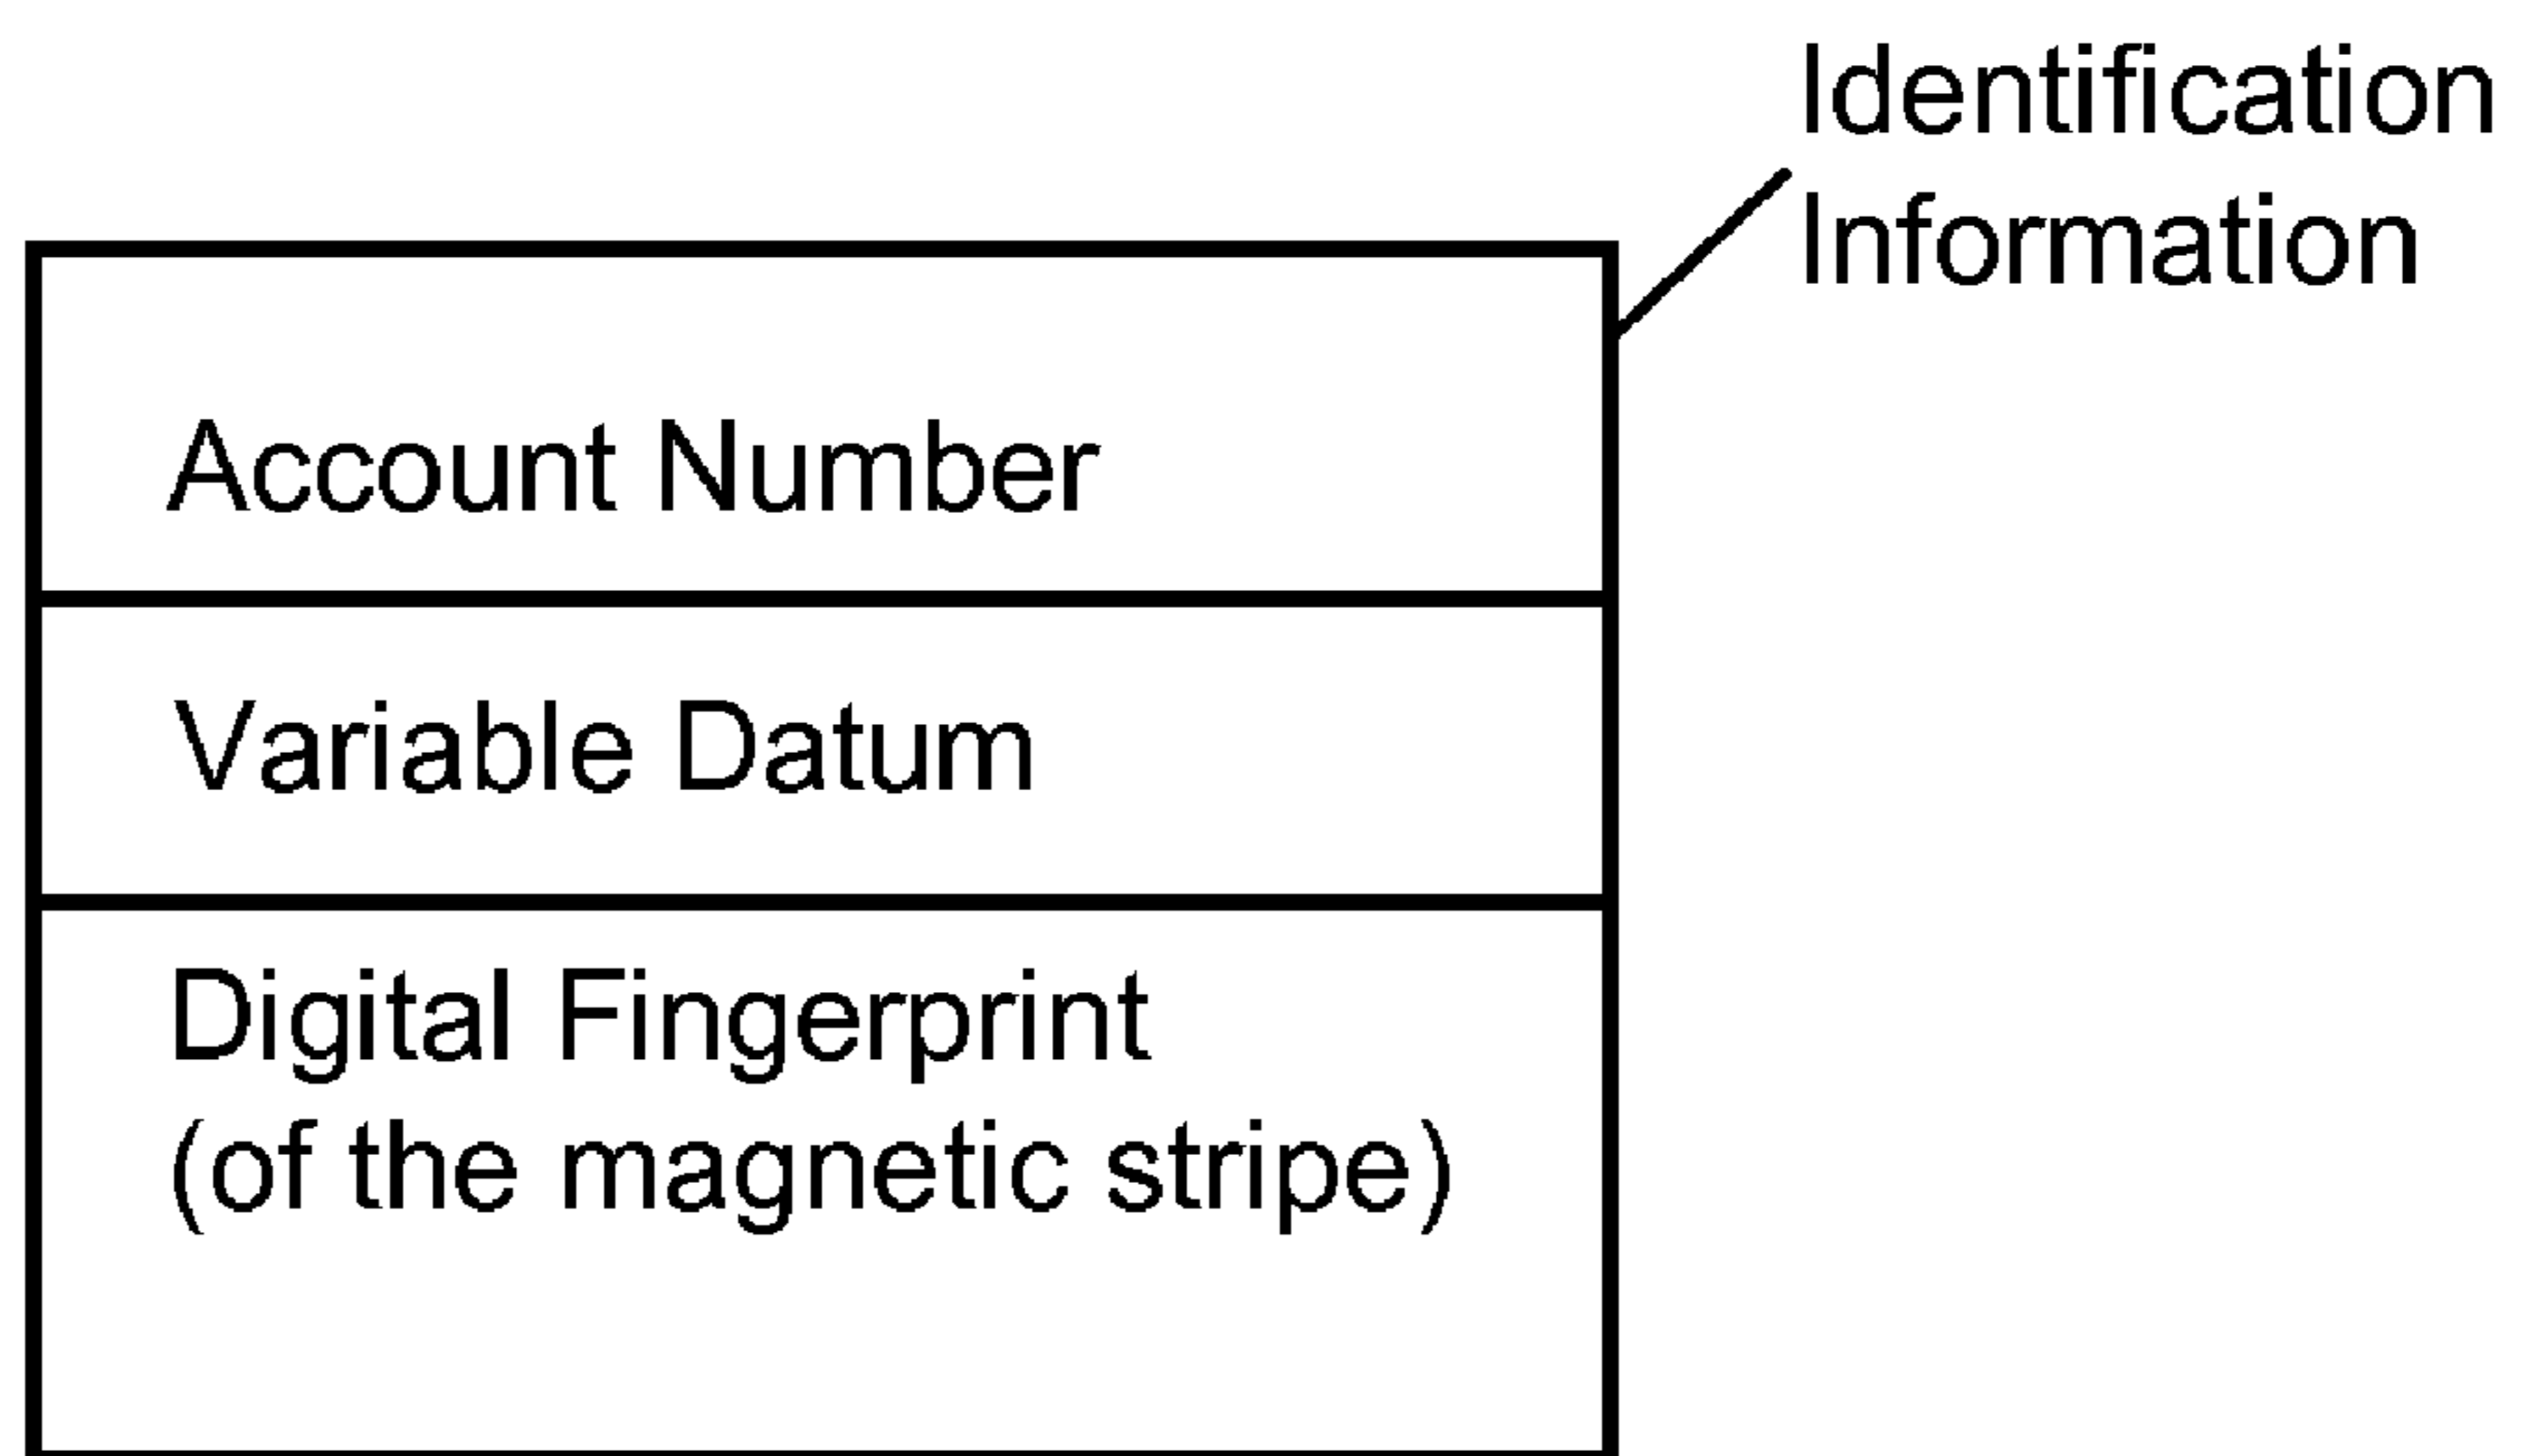 Identification
Information
Account Number
Variable Datum
Digital Fingerprint
(of the magnetic stripe)